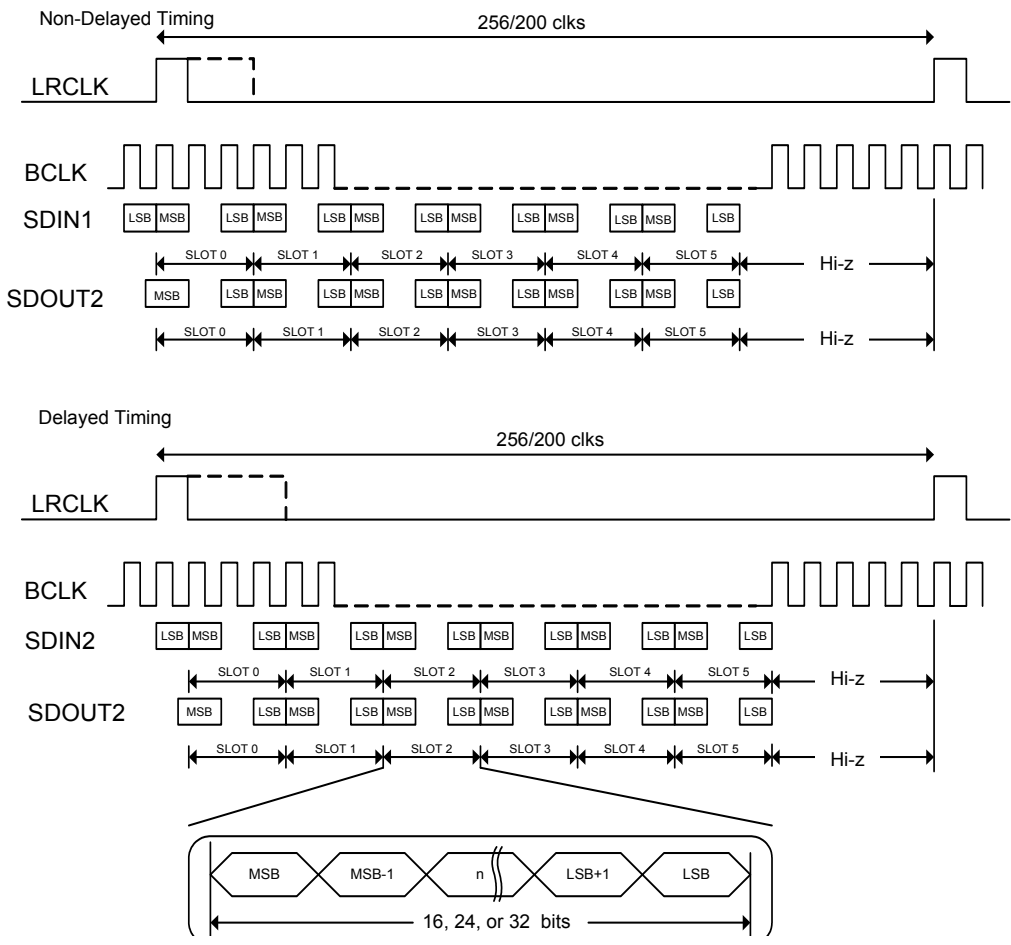 Non-Delayed Timing
256/200 clks
LRCLK
BCLK
SDIN1
LSB MSB LSB MSB LSB MSB LSB MSB LSB MSB LSB MSB LSB
SLOT 0 SLOT 1 SLOT 2 SLOT 3 SLOT 4 SLOT 5 Hi-z
SDOUT2
MSB LSB MSB LSB MSB LSB MSB LSB MSB LSB MSB LSB
SLOT 0 SLOT 1 SLOT 2 SLOT 3 SLOT 4 SLOT 5 Hi-z
Delayed Timing
256/200 clks
LRCLK
BCLK
SDIN2
LSB MSB LSB MSB LSB MSB LSB MSB LSB MSB LSB MSB LSB
SLOT 0 SLOT 1 SLOT 2 SLOT 3 SLOT 4 SLOT 5 Hi-z
SDOUT2
MSB LSB MSB LSB MSB LSB MSB LSB MSB LSB MSB LSB
SLOT 0 SLOT 1 SLOT 2 SLOT 3 SLOT 4 SLOT 5 Hi-z
MSB MSB-1 n LSB+1 LSB
16, 24, or 32 bits